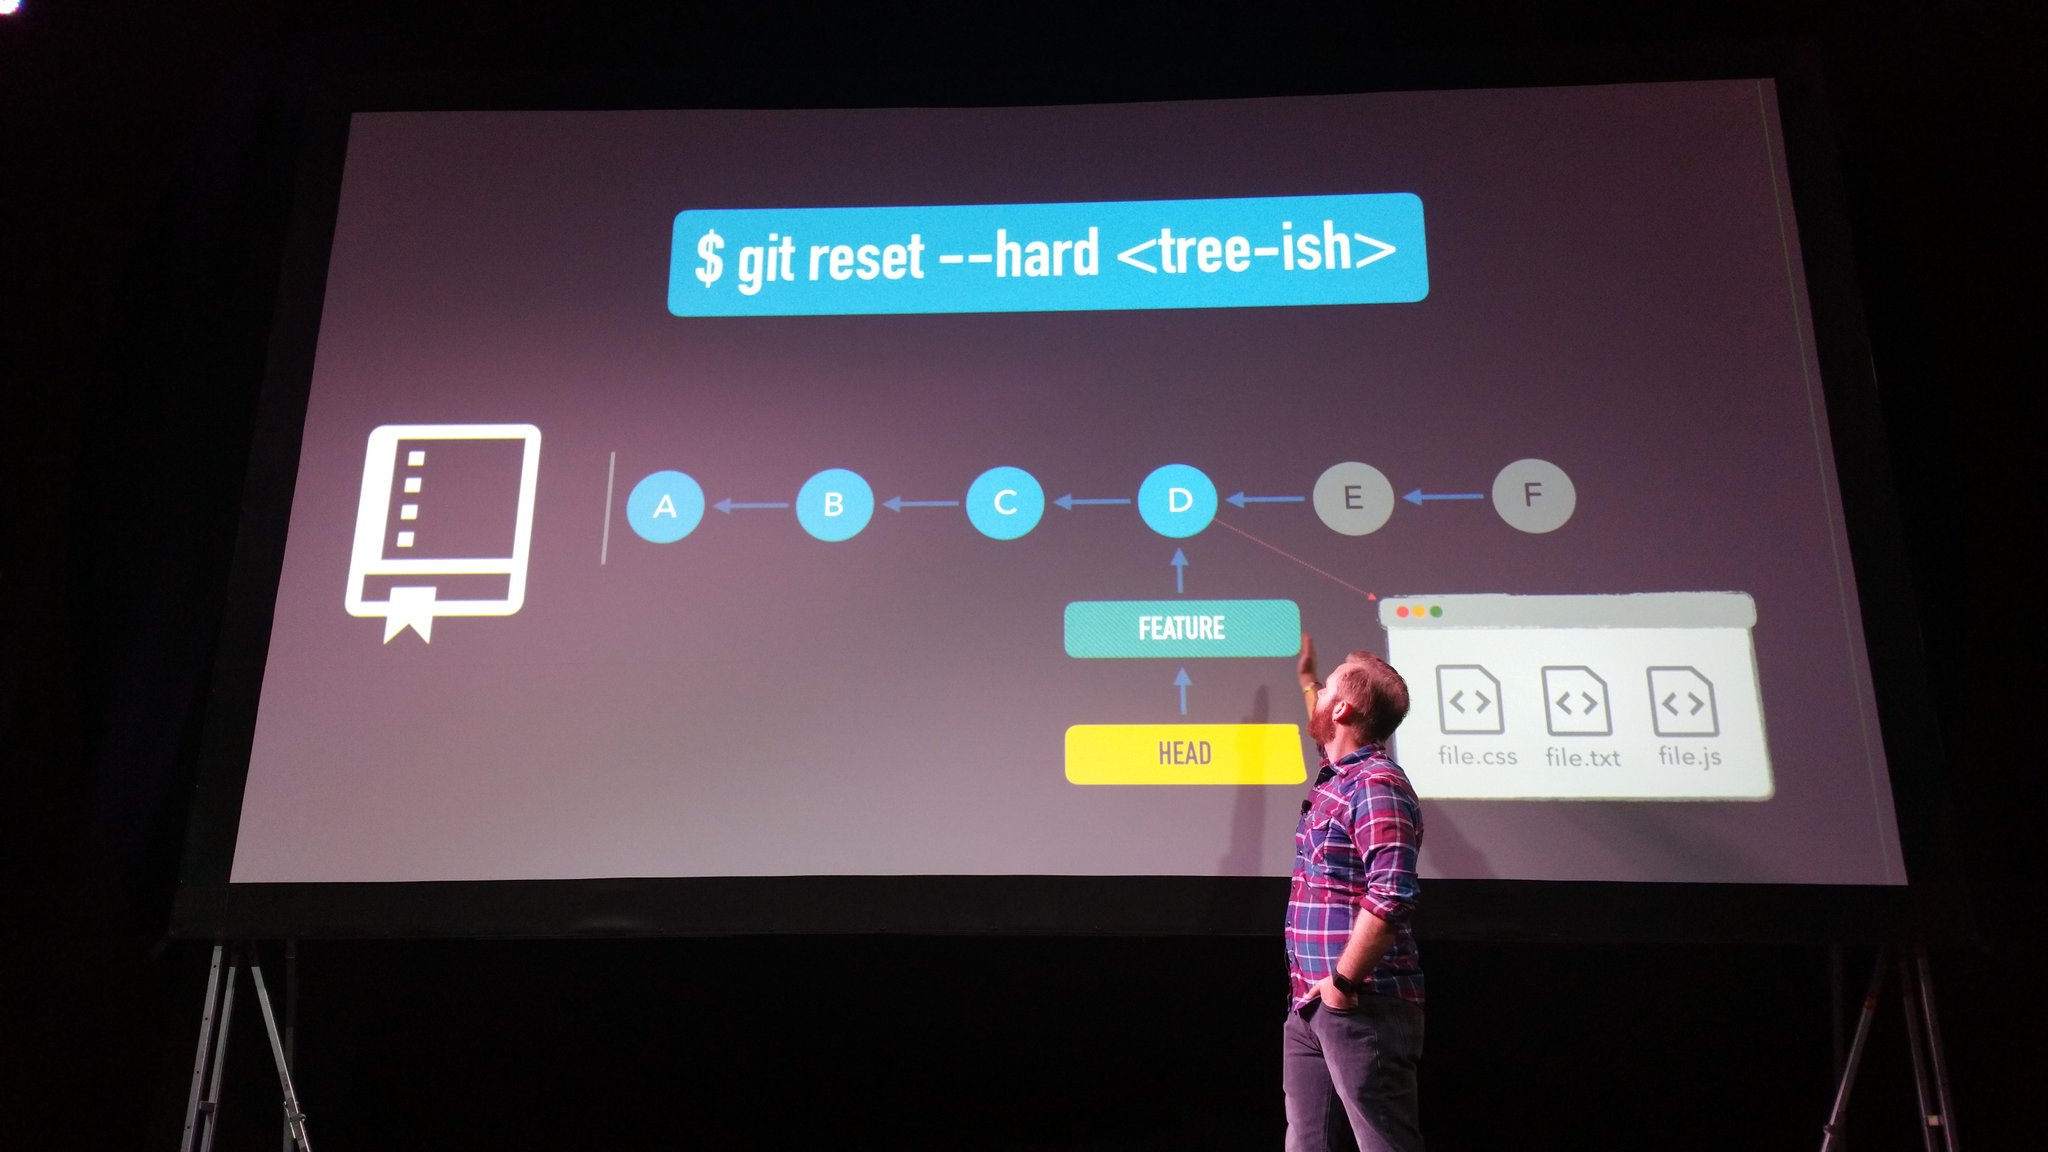 $ git reset --hard <tree-ish>
A B C D E F
FEATURE
HEAD
file.css file.txt file.js